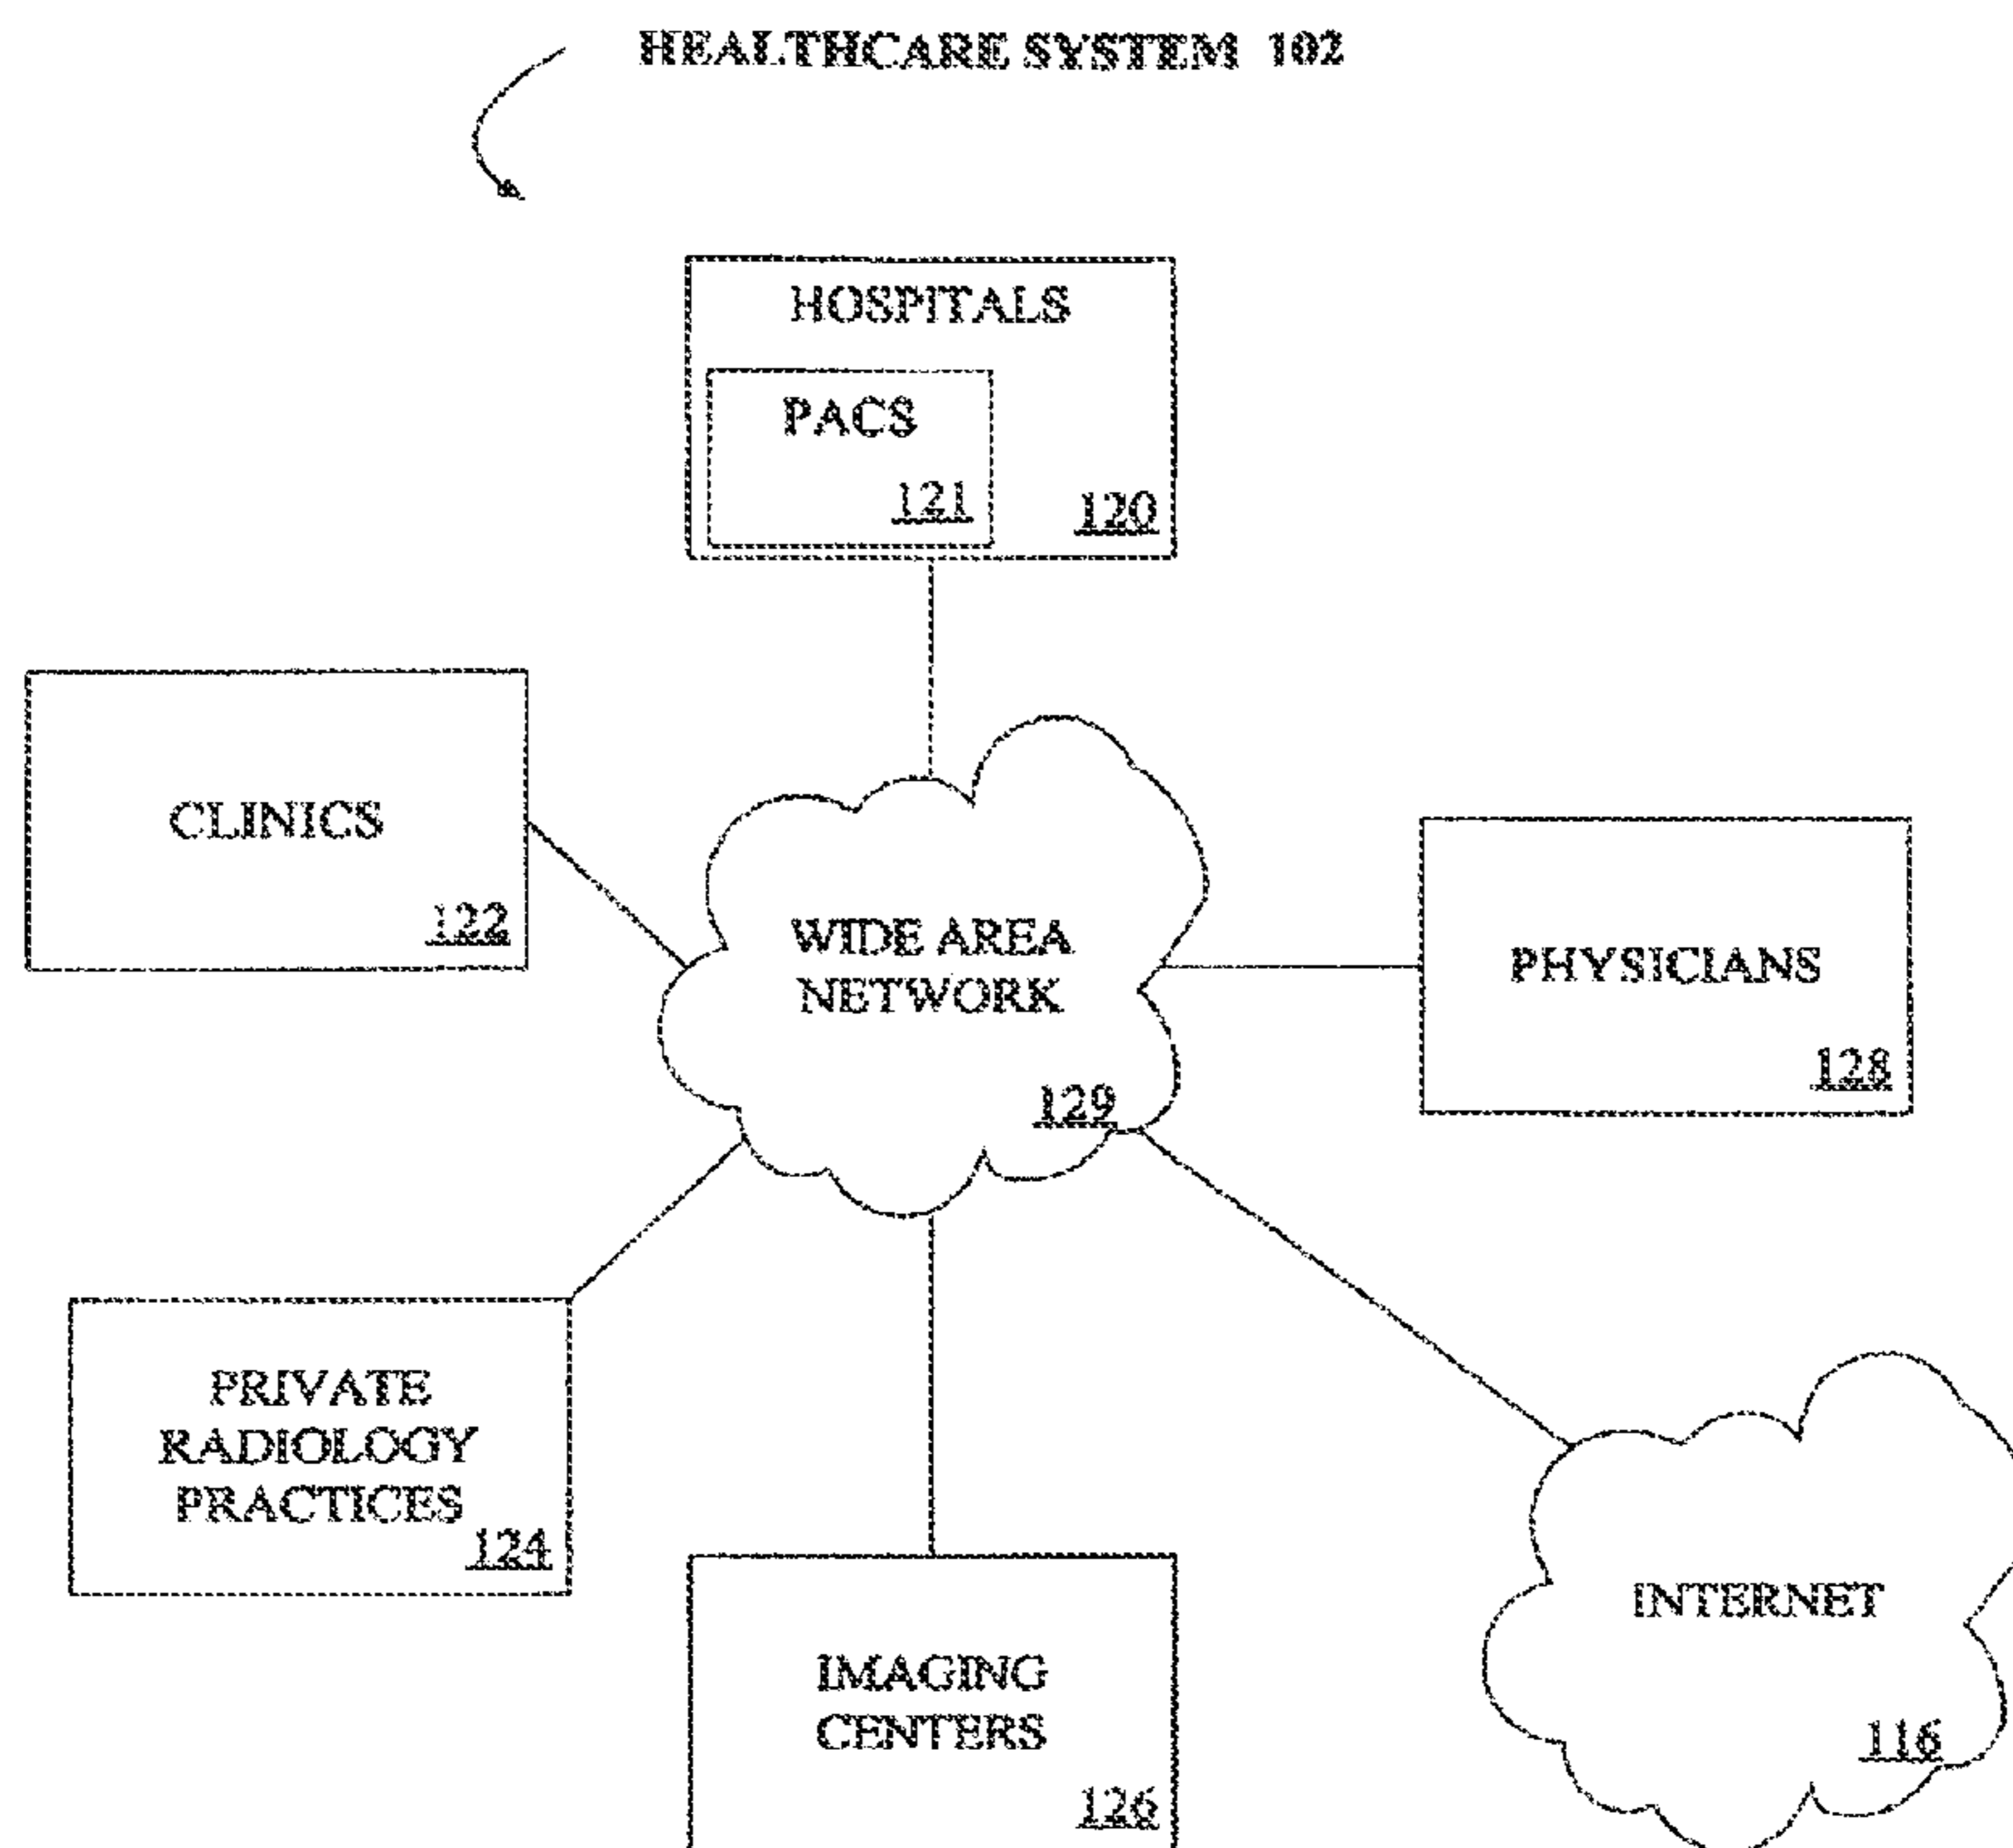 HEALTHCARE SYSTEM 102
HOSPITALS
PACS
121
120
CLINICS
122
WIDE AREA
NETWORK
129
PHYSICIANS
128
PRIVATE
RADIOLOGY
PRACTICES
124
IMAGING
CENTERS
126
INTERNET
116